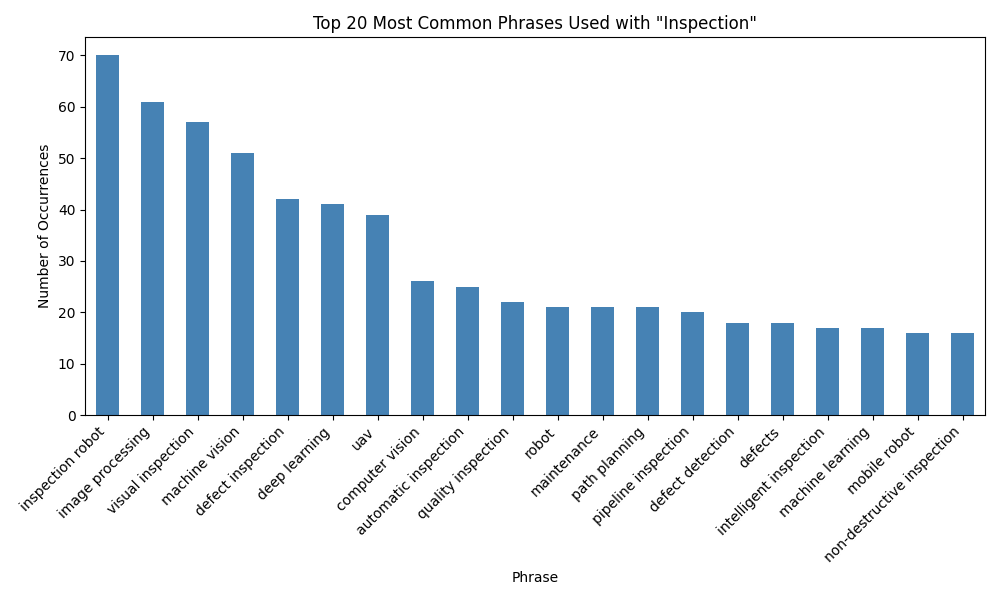 Top 20 Most Common Phrases Used with "Inspection"
Number of Occurrences
70
60
50
40
30
20
10
0
inspection robot
image processing
visual inspection
machine vision
defect inspection
deep learning
uav
computer vision
automatic inspection
quality inspection
robot
maintenance
path planning
pipeline inspection
defect detection
defects
intelligent inspection
machine learning
mobile robot
non-destructive inspection
Phrase